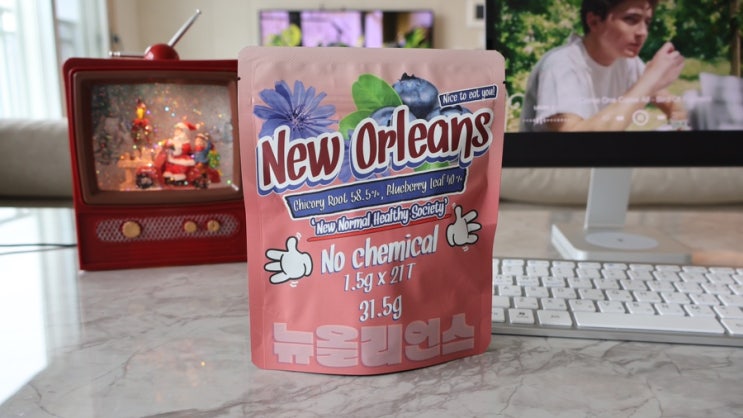 Nice to eat you!
New Orleans
Chicory Root 58.5%, Blueberry Leaf 40%
'New Normal Healthy Society'
No chemical
1.5g x 21T
31.5g
뉴올리언스